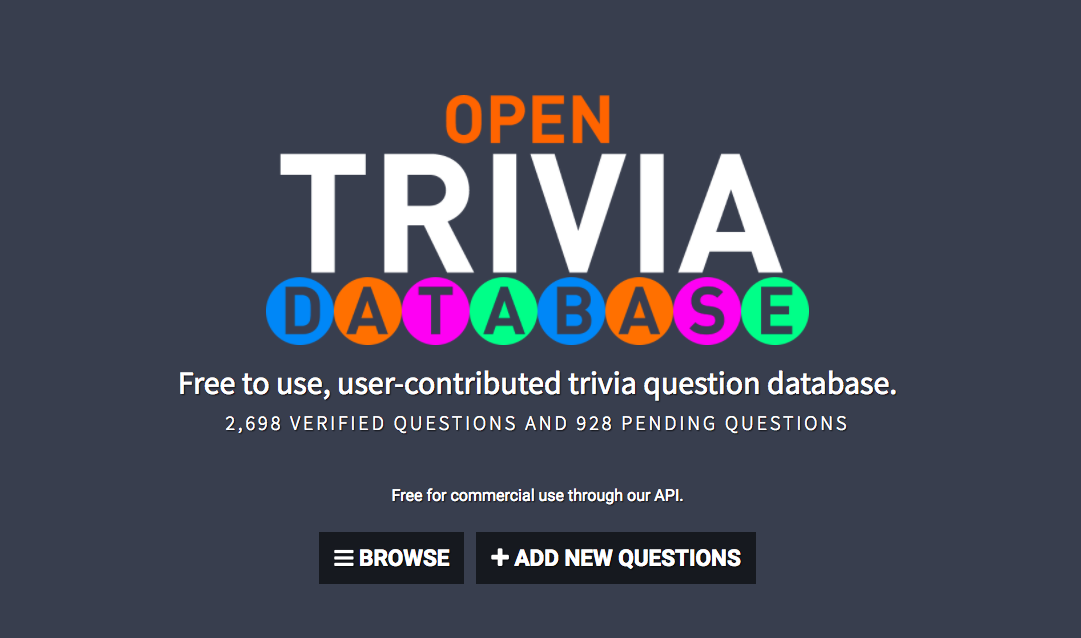 OPEN
TRIVIA
DATABASE
Free to use, user-contributed trivia question database.
2,698 VERIFIED QUESTIONS AND 928 PENDING QUESTIONS
Free for commercial use through our API.
BROWSE
ADD NEW QUESTIONS